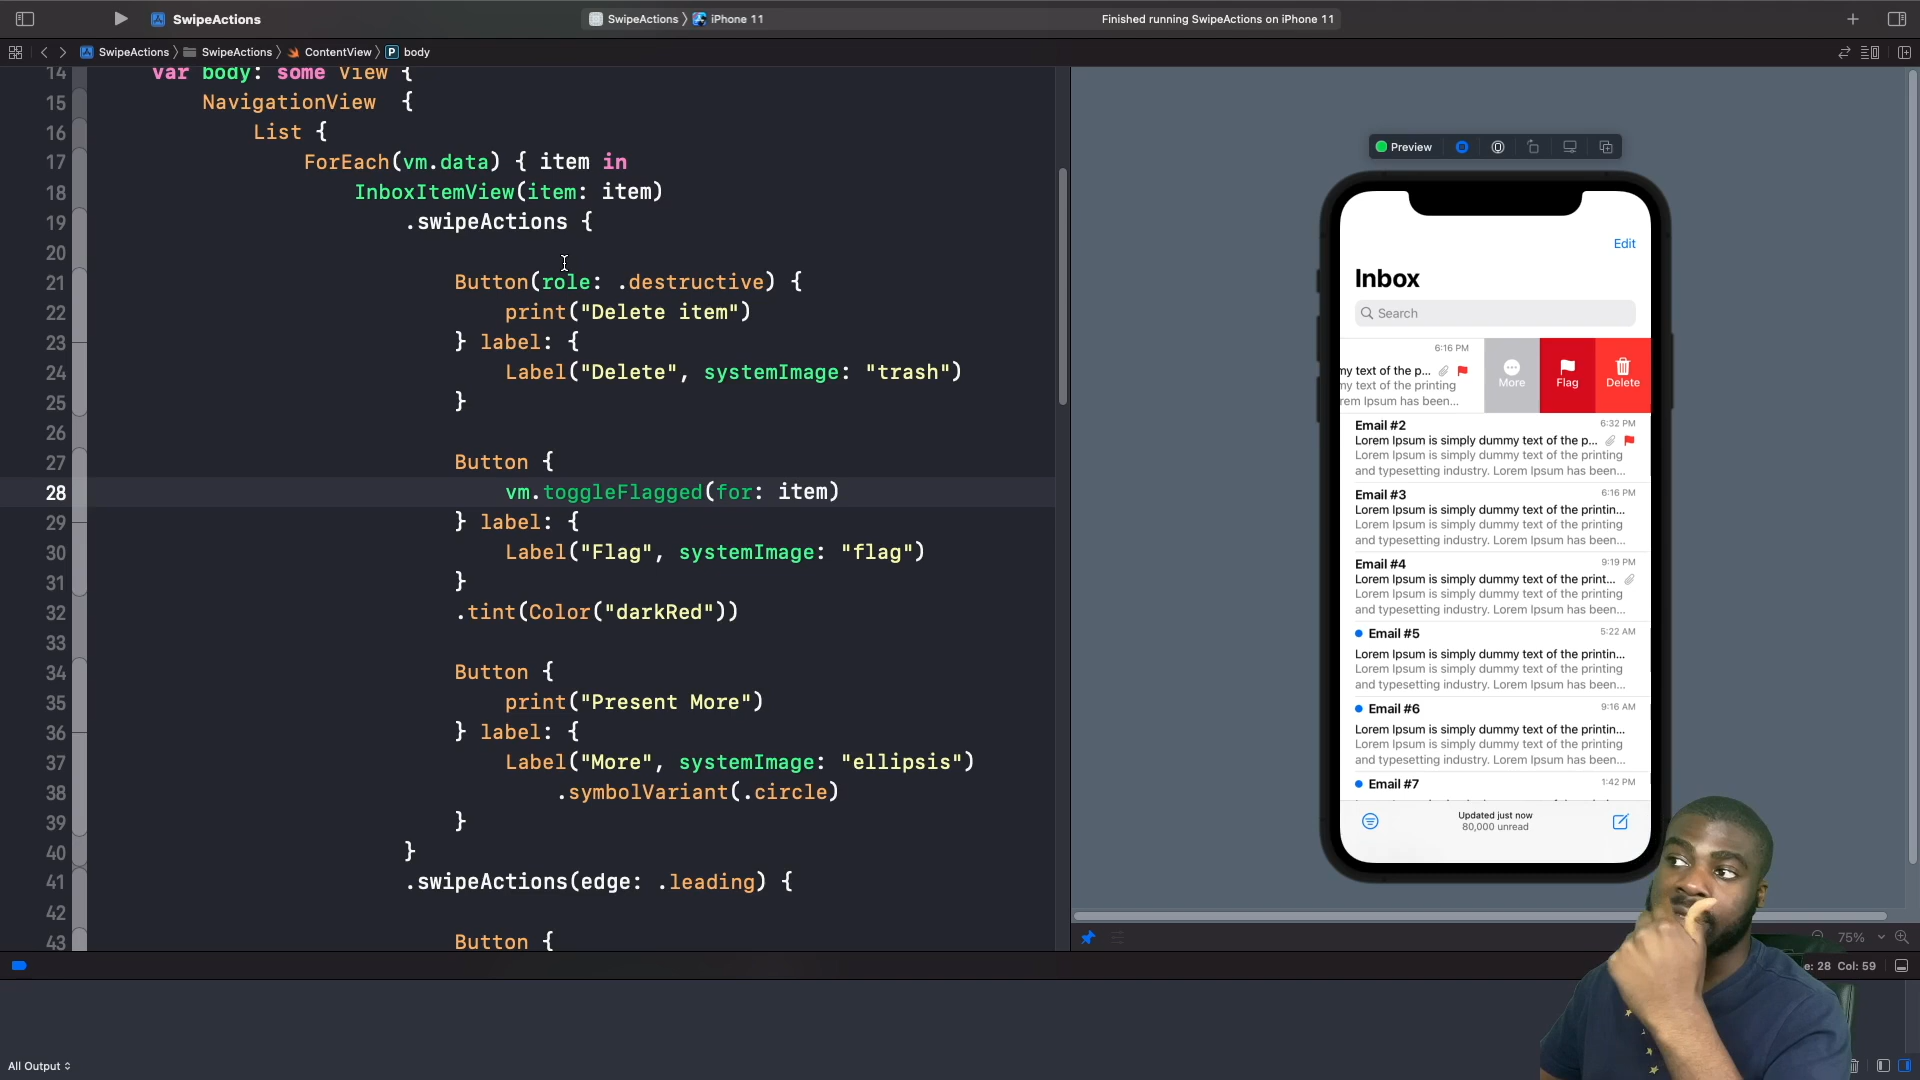 SwipeActions
SwipeActions
iPhone 11
Finished running SwipeActions on iPhone 11
SwipeActions
SwipeActions
ContentView
P
body
14 var body: some View {
15 NavigationView {
16 List {
17 ForEach(vm.data) { item in
18 InboxItemView(item: item)
19 .swipeActions {
20
21 Button(role: .destructive) {
22 print("Delete item")
23 } label: {
24 Label("Delete", systemImage: "trash")
25 }
26
27 Button {
28 vm.toggleFlagged(for: item)
29 } label: {
30 Label("Flag", systemImage: "flag")
31 }
32 .tint(Color("darkRed"))
33
34 Button {
35 print("Present More")
36 } label: {
37 Label("More", systemImage: "ellipsis")
38 .symbolVariant(.circle)
39 }
40 }
41 .swipeActions(edge: .leading) {
42
43 Button {
Preview
Edit
Inbox
Search
6:16 PM
my text of the p...
my text of the printing
rem Ipsum has been...
More
Flag
Delete
Email #2 6:32 PM
Lorem Ipsum is simply dummy text of the p...
Lorem Ipsum is simply dummy text of the printing
and typesetting industry. Lorem Ipsum has been...
Email #3 6:16 PM
Lorem Ipsum is simply dummy text of the printin...
Lorem Ipsum is simply dummy text of the printing
and typesetting industry. Lorem Ipsum has been...
Email #4 9:19 PM
Lorem Ipsum is simply dummy text of the print...
Lorem Ipsum is simply dummy text of the printing
and typesetting industry. Lorem Ipsum has been...
Email #5 5:22 AM
Lorem Ipsum is simply dummy text of the printin...
Lorem Ipsum is simply dummy text of the printing
and typesetting industry. Lorem Ipsum has been...
Email #6 9:16 AM
Lorem Ipsum is simply dummy text of the printin...
Lorem Ipsum is simply dummy text of the printing
and typesetting industry. Lorem Ipsum has been...
Email #7 1:42 PM
Updated just now
80,000 unread
75%
e: 28 Col: 59
All Output